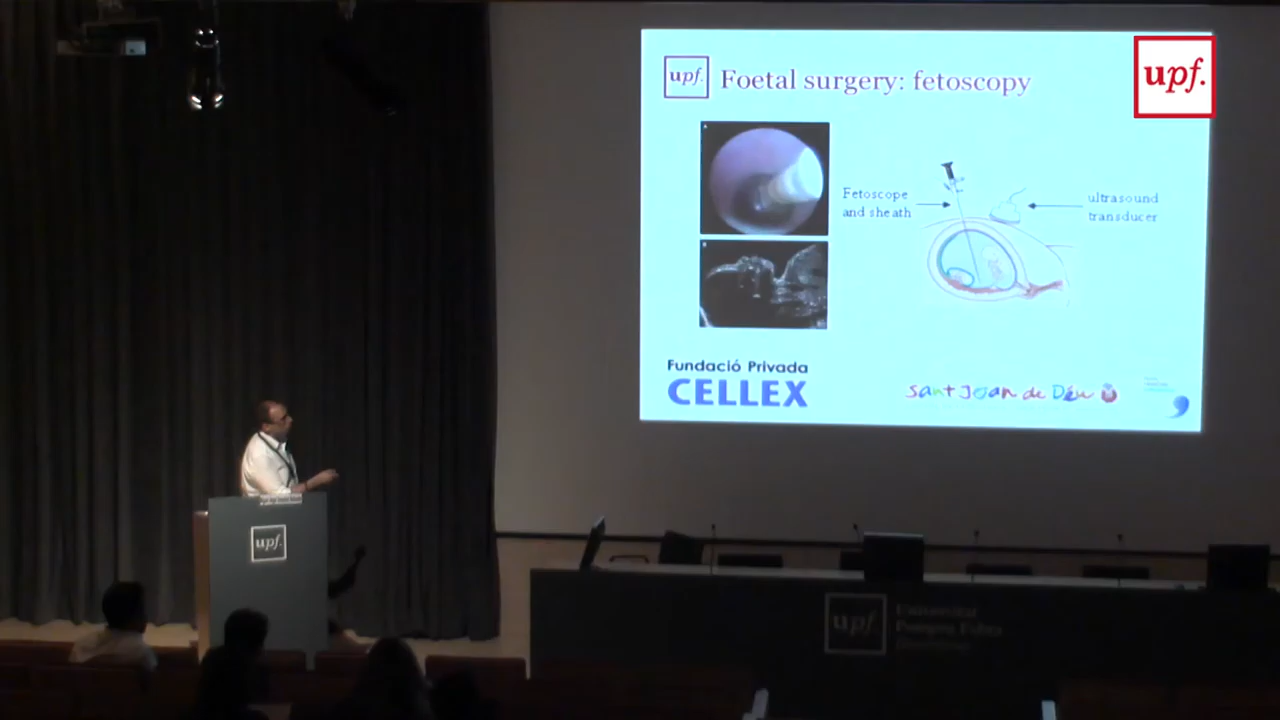 upf.
Foetal surgery: fetoscopy
upf.
Fetoscope
and sheath
ultrasound
transducer
Fundació Privada
CELLEX
Sant Joan de Déu
upf.
upf.
Universitat
Pompeu Fabra